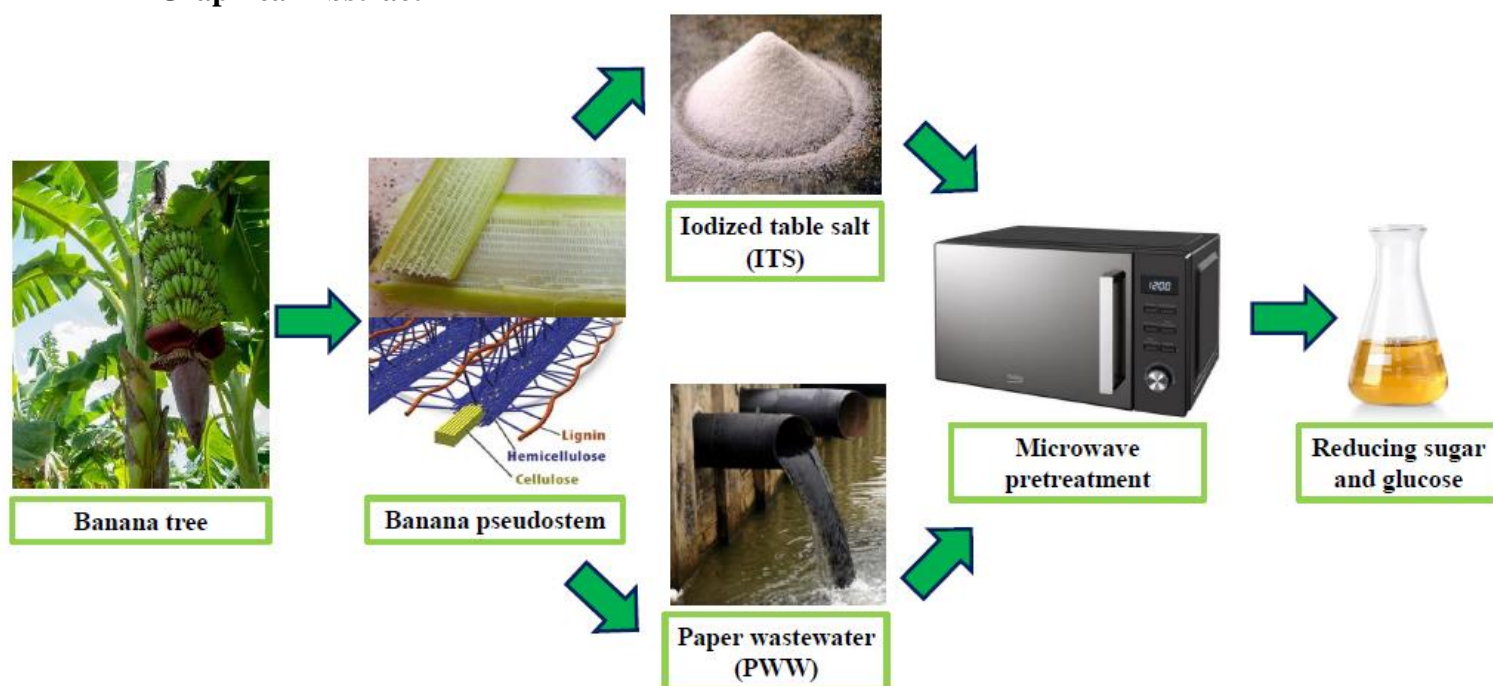 Iodized table salt
(ITS)
1200
Lignin
Hemicellulose
Cellulose
Banana tree
Banana pseudostem
Microwave
pretreatment
Reducing sugar
and glucose
Paper wastewater
(PWW)